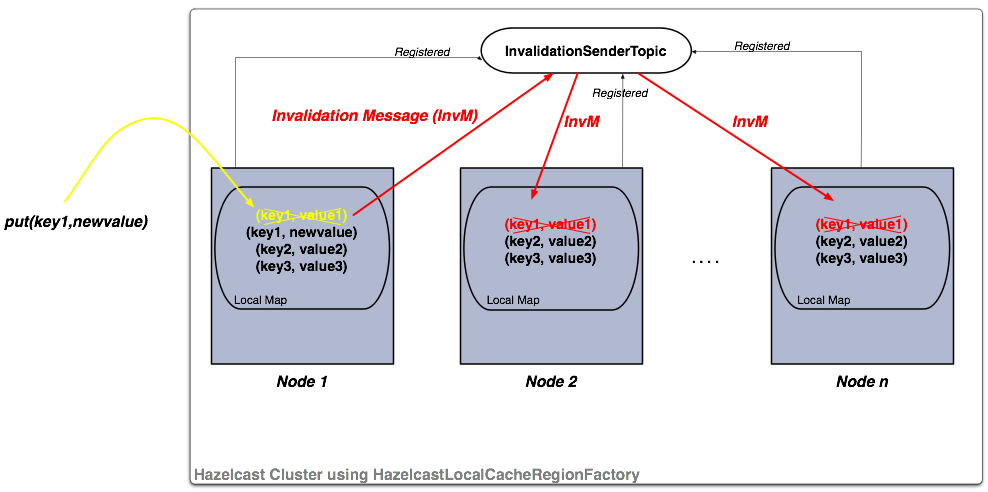 Registered
InvalidationSenderTopic
Registered
Registered
Invalidation Message (InvM)
InvM
InvM
put(key1,newvalue)
(key1, value1)
(key1, newvalue)
(key2, value2)
(key3, value3)
Local Map
Node 1
(key1, value1)
(key2, value2)
(key3, value3)
Local Map
Node 2
....
(key1, value1)
(key2, value2)
(key3, value3)
Local Map
Node n
Hazelcast Cluster using HazelcastLocalCacheRegionFactory